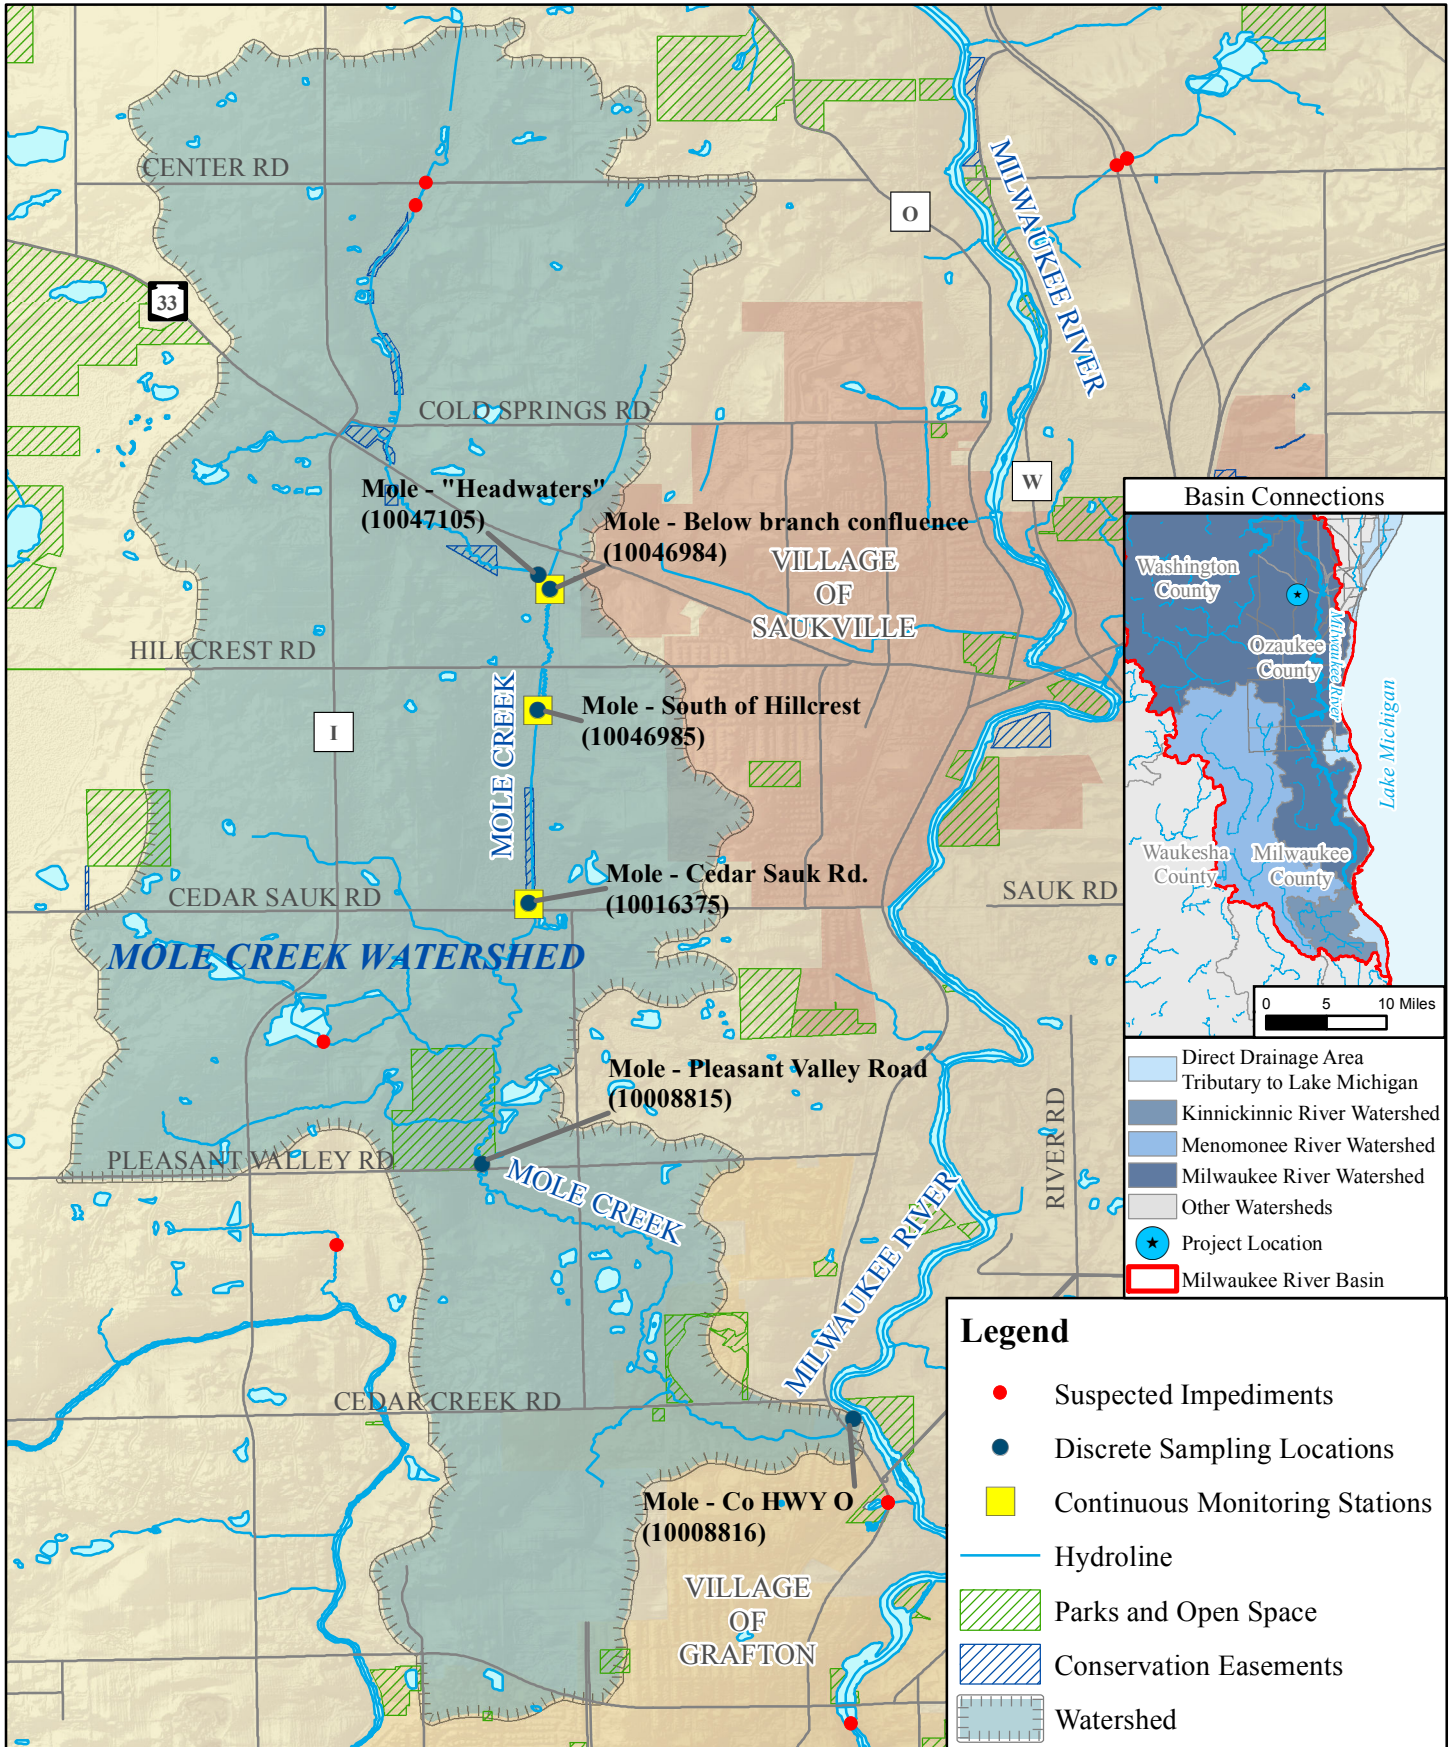 CENTER RD
O
MILWAUKEE RIVER
33
COLD SPRINGS RD
W
Mole - "Headwaters"
(10047105)
Mole - Below branch confluence
(10046984)
VILLAGE
OF
SAUKVILLE
HILLCREST RD
MOLE CREEK
Mole - South of Hillcrest
(10046985)
I
Mole - Cedar Sauk Rd.
(10016375)
CEDAR SAUK RD
SAUK RD
MOLE CREEK WATERSHED
Mole - Pleasant Valley Road
(10008815)
RIVER RD
PLEASANT VALLEY RD
MOLE CREEK
MILWAUKEE RIVER
CEDAR CREEK RD
Mole - Co HWY O
(10008816)
VILLAGE
OF
GRAFTON
Basin Connections
Washington
County
Ozaukee
County
Milwaukee River
Lake Michigan
Waukesha
County
Milwaukee
County
0 5 10 Miles
Direct Drainage Area
Tributary to Lake Michigan
Kinnickinnic River Watershed
Menomonee River Watershed
Milwaukee River Watershed
Other Watersheds
Project Location
Milwaukee River Basin
Legend
Suspected Impediments
Discrete Sampling Locations
Continuous Monitoring Stations
Hydroline
Parks and Open Space
Conservation Easements
Watershed